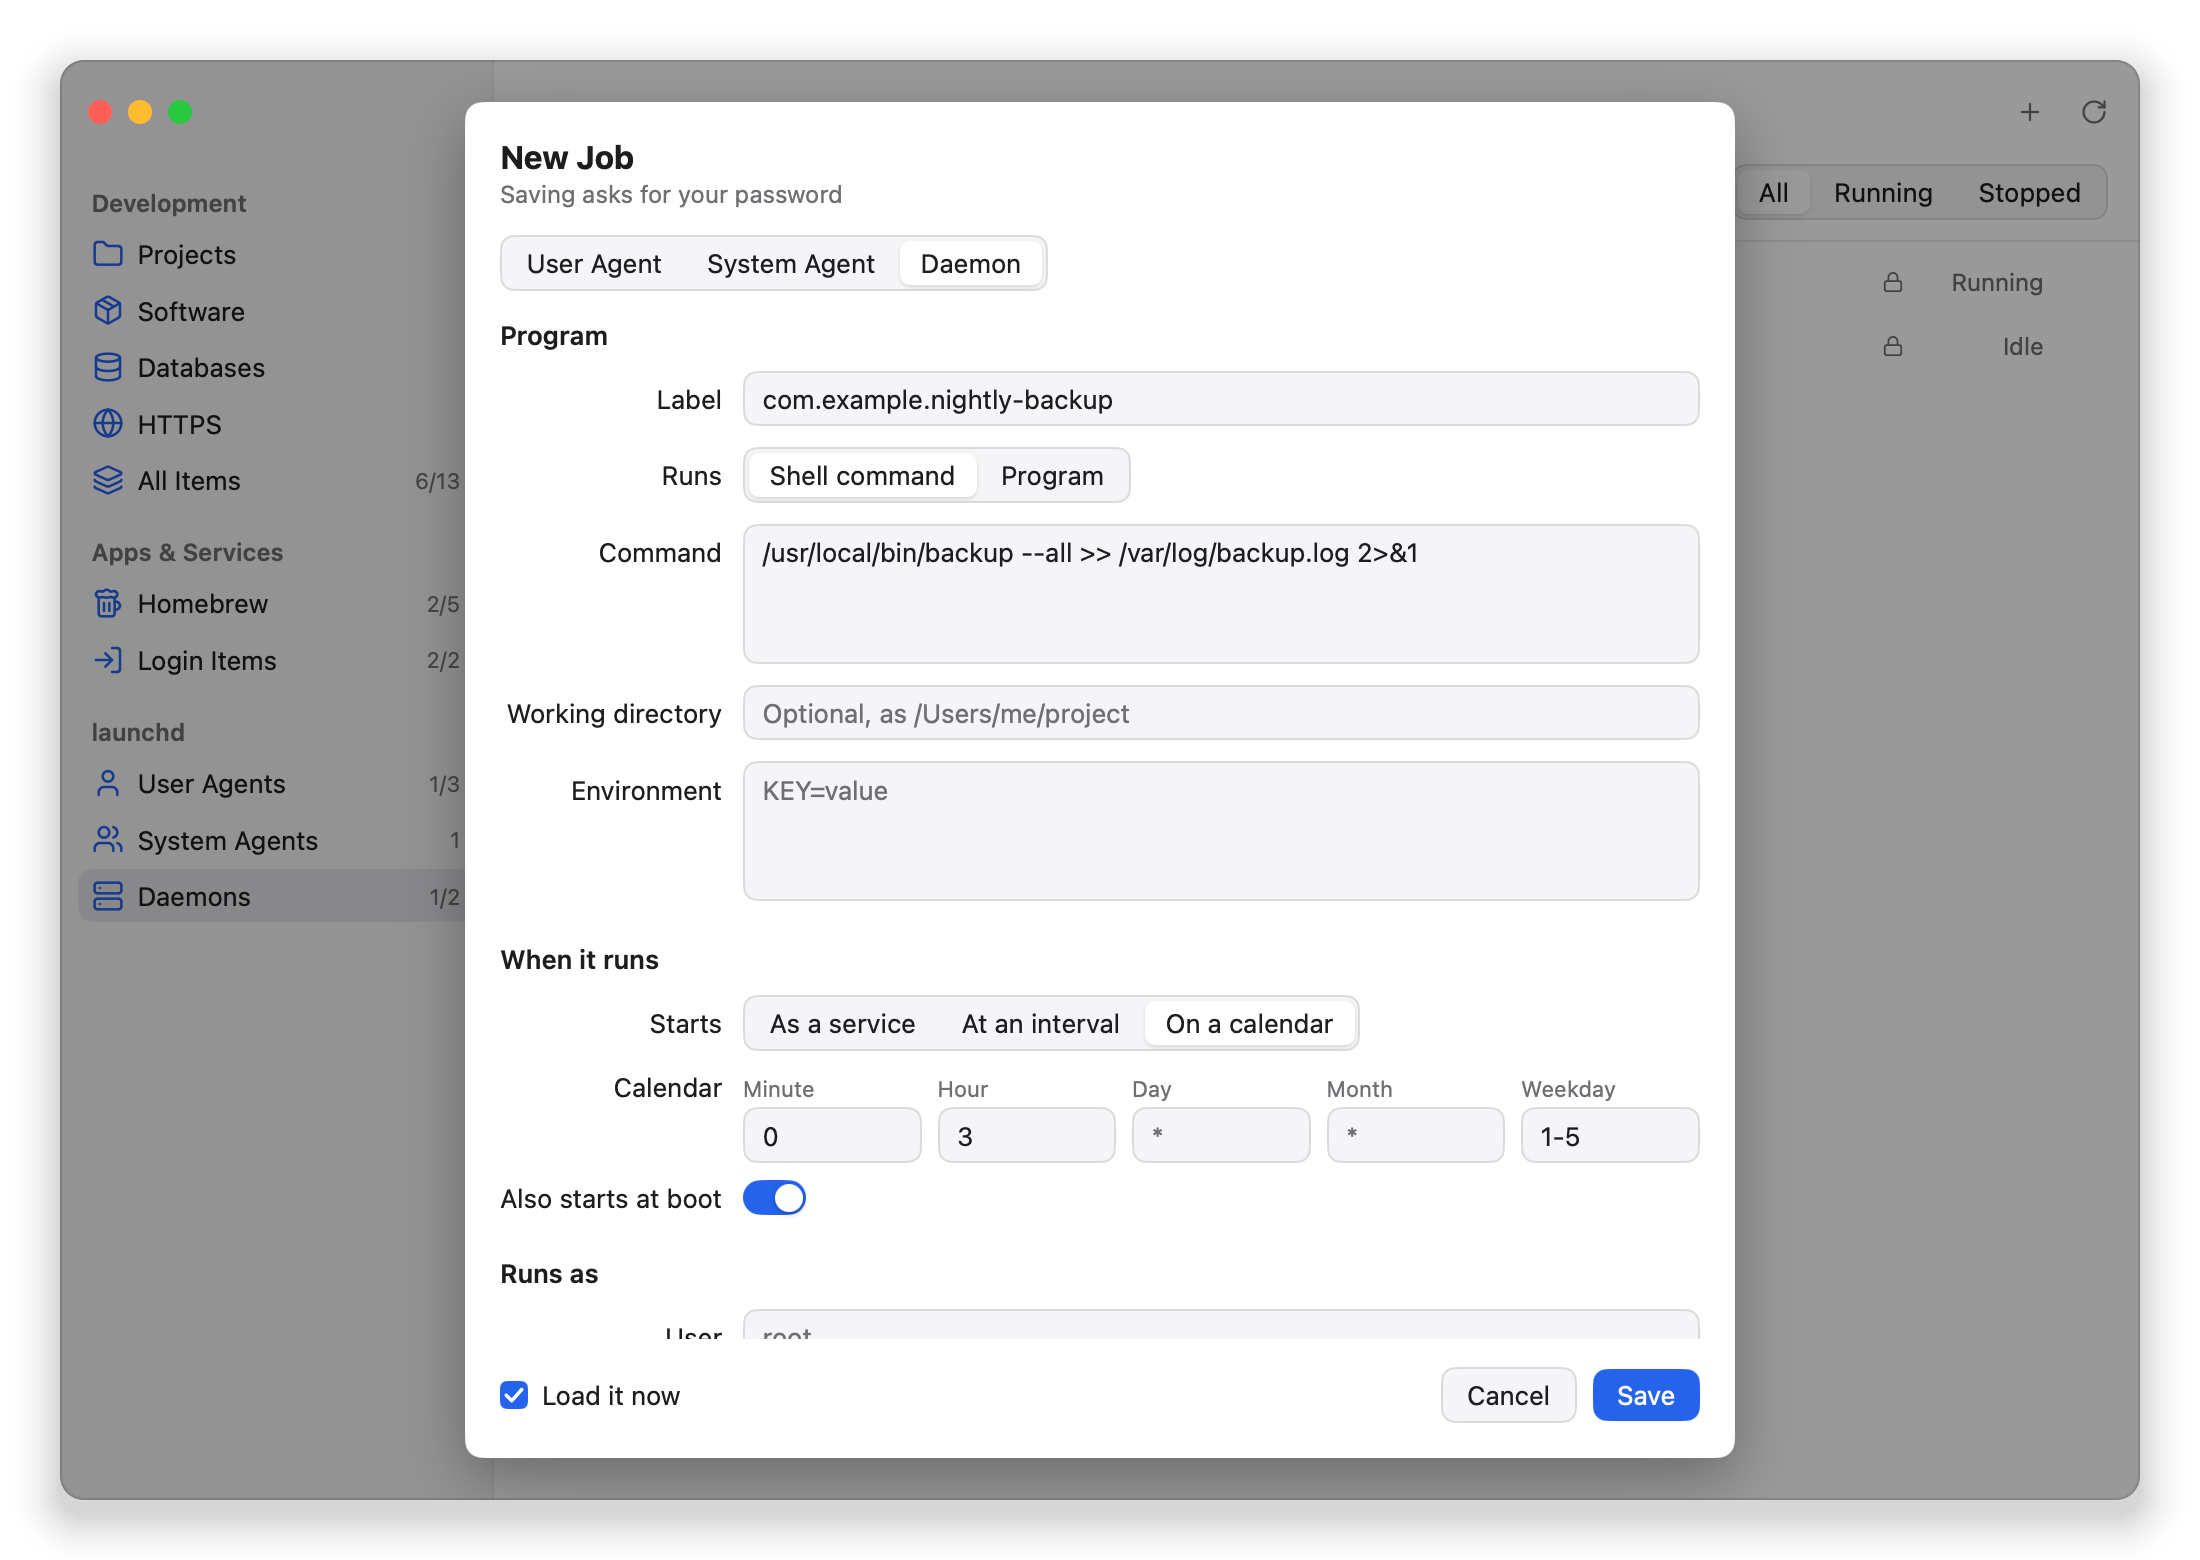 New Job
Saving asks for your password
User Agent System Agent Daemon
Program
Label com.example.nightly-backup
Runs Shell command Program
Command /usr/local/bin/backup --all >> /var/log/backup.log 2>&1
Working directory Optional, as /Users/me/project
Environment KEY=value
When it runs
Starts As a service At an interval On a calendar
Calendar Minute Hour Day Month Weekday
0 3 * * 1-5
Also starts at boot
Runs as
User root
Load it now Cancel Save
Development
Projects
Software
Databases
HTTPS
All Items 6/13
Apps & Services
Homebrew 2/5
Login Items 2/2
launchd
User Agents 1/3
System Agents 1
Daemons 1/2
All Running Stopped
Running
Idle